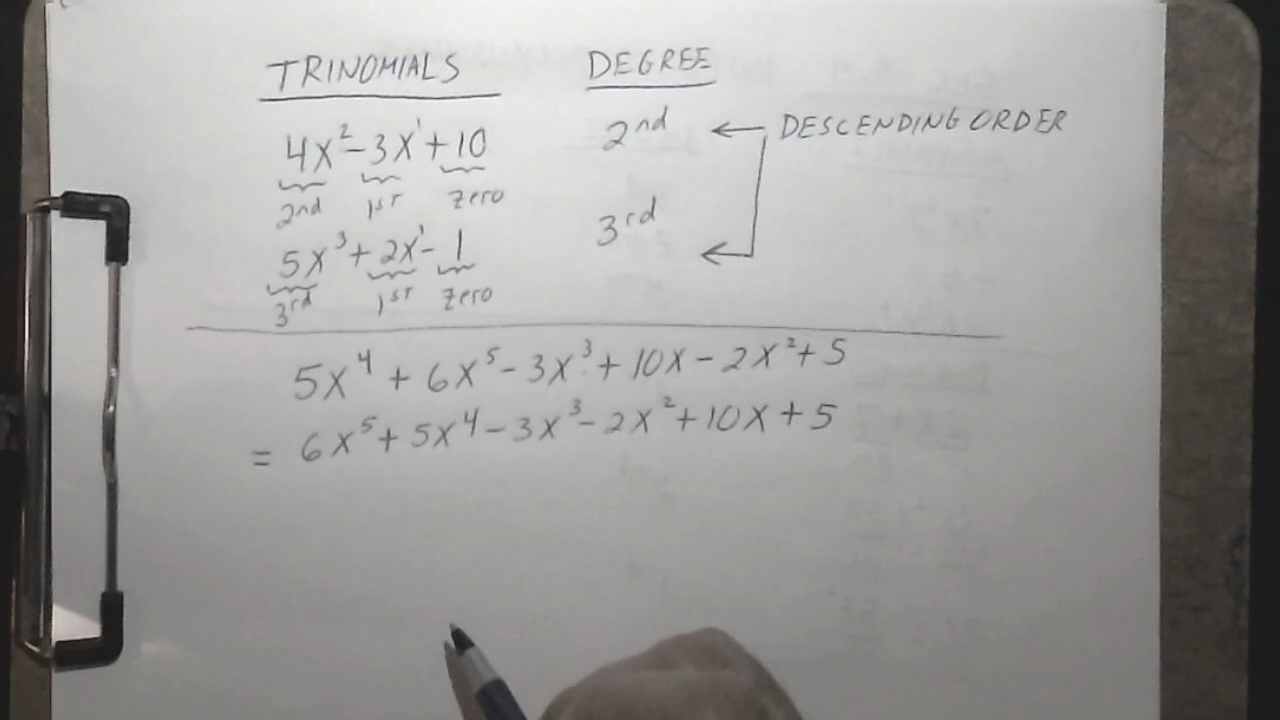 TRINOMIALS DEGREE
4x² - 3x¹ + 10 2nd ← DESCENDING ORDER
2nd 1st zero
5x³ + 2x¹ - 1 3rd ←
3rd 1st zero
5x⁴ + 6x⁵ - 3x³ + 10x - 2x² + 5
= 6x⁵ + 5x⁴ - 3x³ - 2x² + 10x + 5